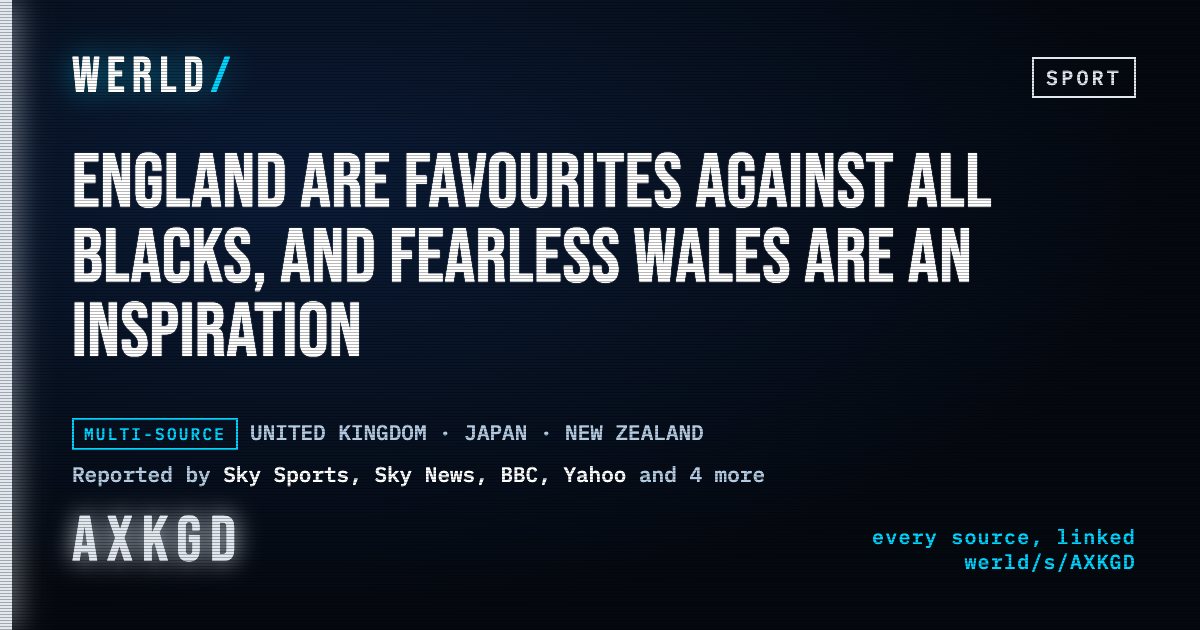 WERLD/
SPORT
ENGLAND ARE FAVOURITES AGAINST ALL
BLACKS, AND FEARLESS WALES ARE AN
INSPIRATION
MULTI-SOURCE UNITED KINGDOM · JAPAN · NEW ZEALAND
Reported by Sky Sports, Sky News, BBC, Yahoo and 4 more
AXKGD
every source, linked
werld/s/AXKGD